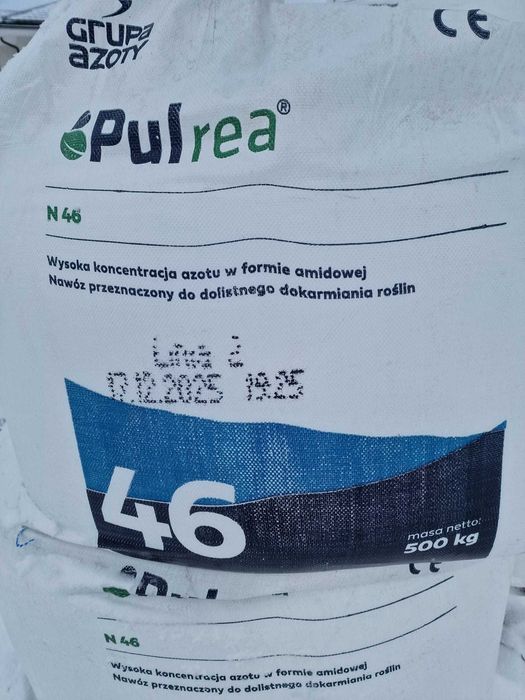 GRUPA
AZOTY
CE
Pulrea®
N 46
Wysoka koncentracja azotu w formie amidowej
Nawóz przeznaczony do dolistnego dokarmiania roślin
Linia 2
17.12.2025 19:25
46
masa netto:
500 kg
CE
Pulrea
N 46
Wysoka koncentracja azotu w formie amidowej
Nawóz przeznaczony do dolistnego dokarmiania roślin